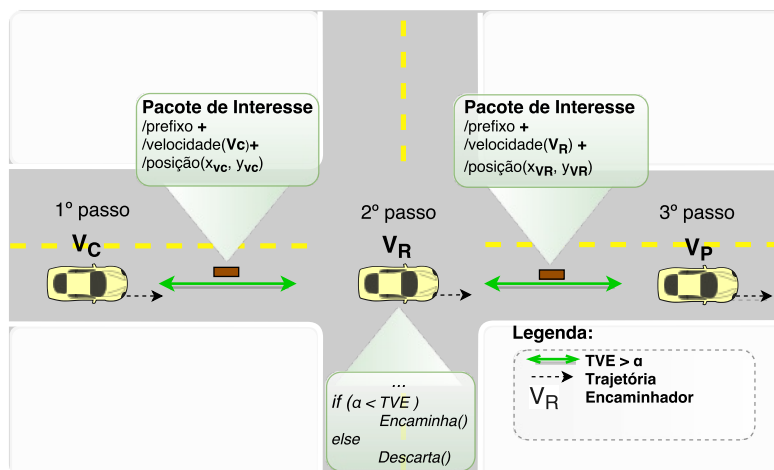 Pacote de Interesse
/prefixo +
/velocidade(Vc)+
/posição(xvc, yvc)
Pacote de Interesse
/prefixo +
/velocidade(VR) +
/posição(xVR, yVR)
1º passo
VC
2º passo
VR
3º passo
VP
...
if (α < TVE )
Encaminha()
else
Descarta()
Legenda:
TVE > α
Trajetória
VR Encaminhador